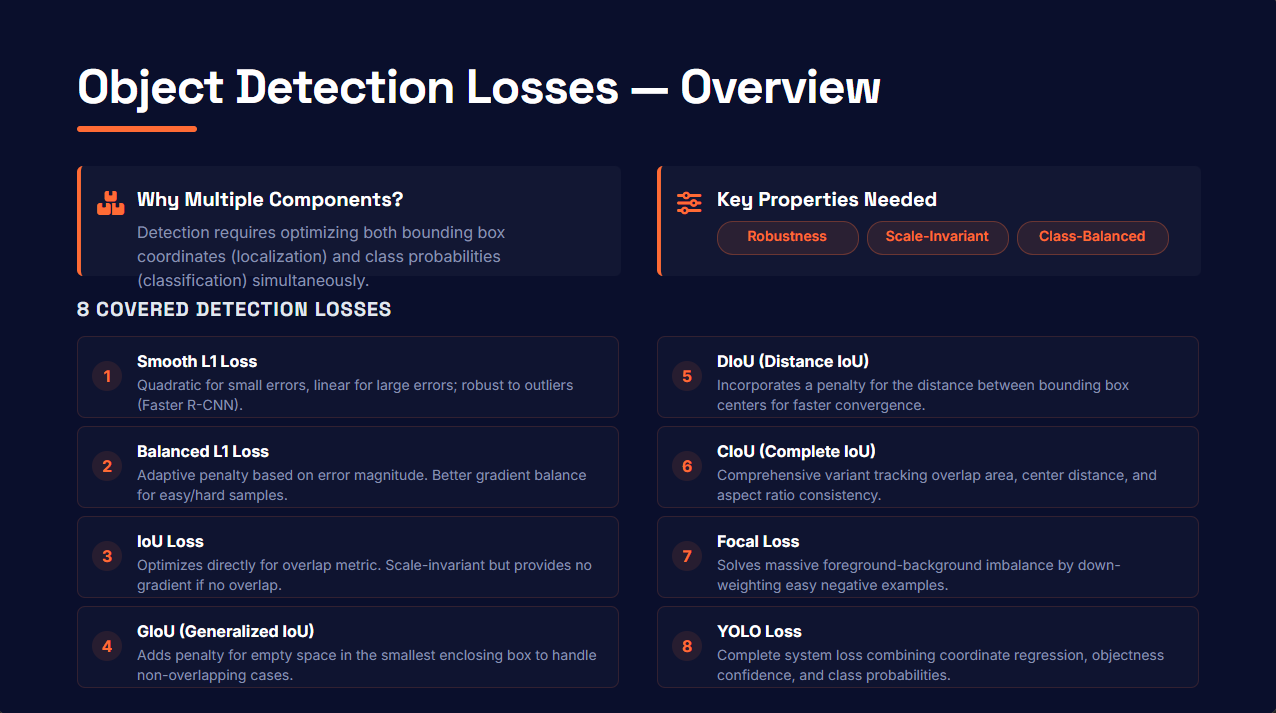 Object Detection Losses — Overview
Why Multiple Components?
Detection requires optimizing both bounding box
coordinates (localization) and class probabilities
(classification) simultaneously.
Key Properties Needed
Robustness
Scale-Invariant
Class-Balanced
8 COVERED DETECTION LOSSES
1
Smooth L1 Loss
Quadratic for small errors, linear for large errors; robust to outliers
(Faster R-CNN).
2
Balanced L1 Loss
Adaptive penalty based on error magnitude. Better gradient balance
for easy/hard samples.
3
IoU Loss
Optimizes directly for overlap metric. Scale-invariant but provides no
gradient if no overlap.
4
GIoU (Generalized IoU)
Adds penalty for empty space in the smallest enclosing box to handle
non-overlapping cases.
5
DIoU (Distance IoU)
Incorporates a penalty for the distance between bounding box
centers for faster convergence.
6
CIoU (Complete IoU)
Comprehensive variant tracking overlap area, center distance, and
aspect ratio consistency.
7
Focal Loss
Solves massive foreground-background imbalance by down-
weighting easy negative examples.
8
YOLO Loss
Complete system loss combining coordinate regression, objectness
confidence, and class probabilities.